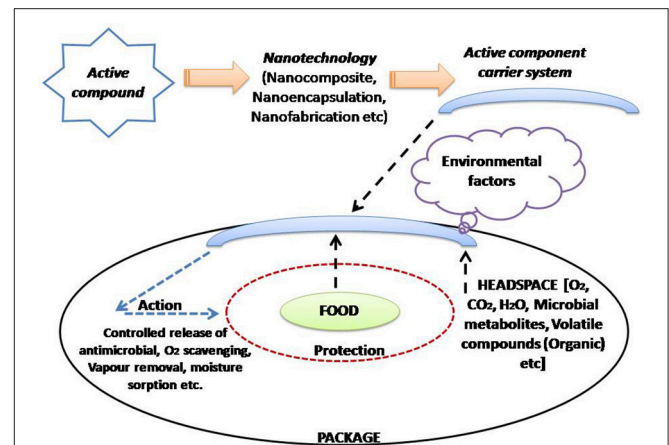 Active
compound
Nanotechnology
(Nanocomposite,
Nanoencapsulation,
Nanofabrication etc)
Active component
carrier system
Environmental
factors
Action
Controlled release of
antimicrobial, O₂ scavenging,
Vapour removal, moisture
sorption etc.
FOOD
Protection
HEADSPACE [O₂,
CO₂, H₂O, Microbial
metabolites, Volatile
compounds (Organic)
etc]
PACKAGE